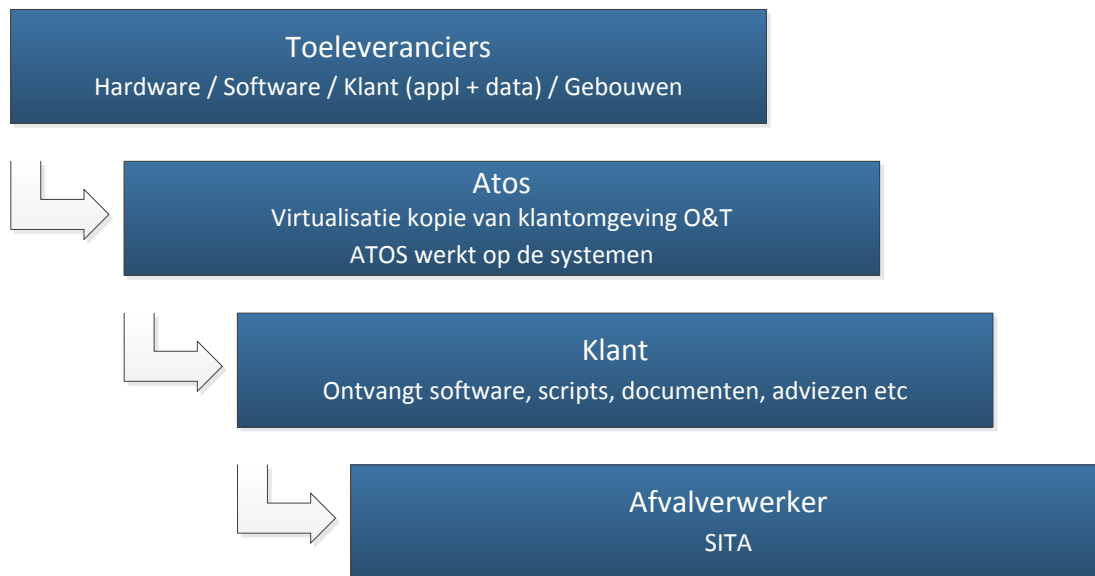 Toeleveranciers
Hardware / Software / Klant (appl + data) / Gebouwen
Atos
Virtualisatie kopie van klantomgeving O&T
ATOS werkt op de systemen
Klant
Ontvangt software, scripts, documenten, adviezen etc
Afvalverwerker
SITA